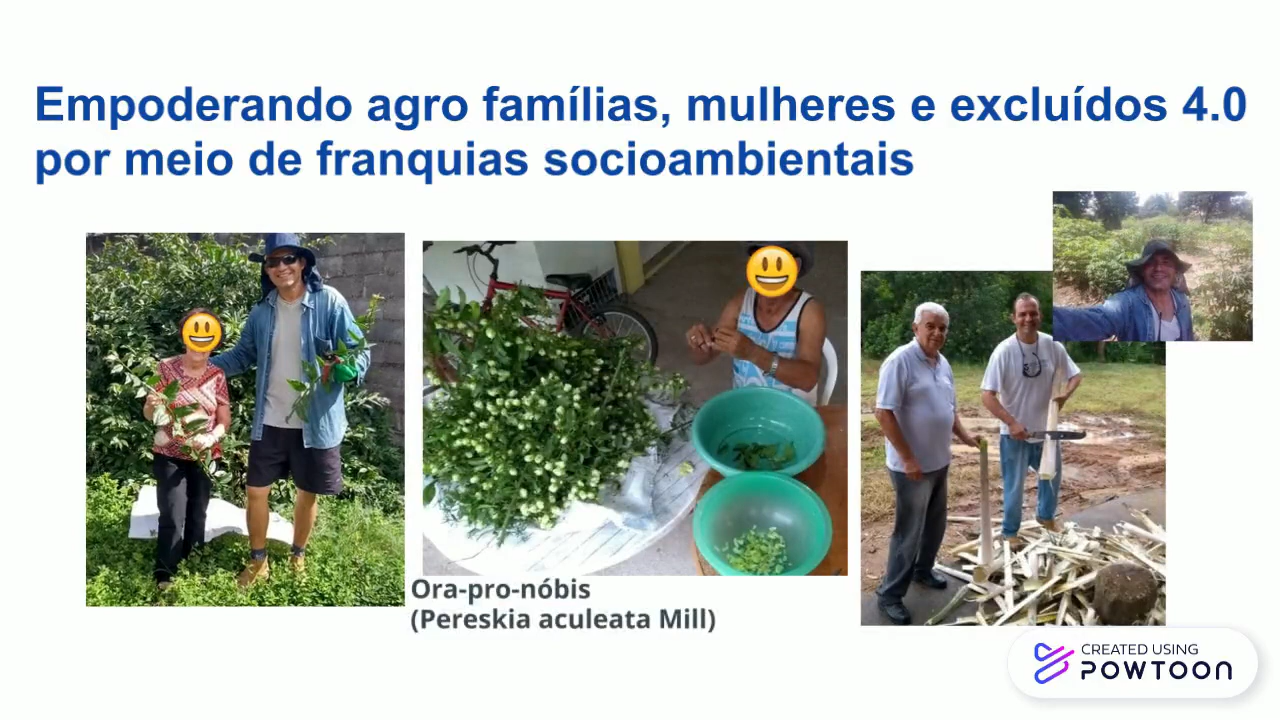 Empoderando agro famílias, mulheres e excluídos 4.0
por meio de franquias socioambientais
Ora-pro-nóbis
(Pereskia aculeata Mill)
CREATED USING
POWTOON